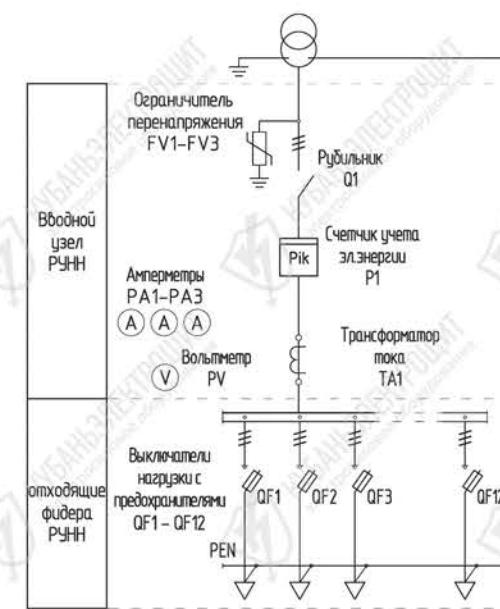 Ограничитель
перенапряжения
FV1-FV3
Рубильник
Q1
Вводной
узел
РУНН
Счетчик учета
эл.энергии
P1
Pik
Амперметры
PA1-PA3
A A A
Трансформатор
тока
TA1
Вольтметр
PV
V
отходящие
фидера
РУНН
Выключатели
нагрузки с
предохранителями
QF1 - QF12
QF1 QF2 QF3 QF12
PEN
КУБАНЬЭЛЕКТРОЩИТ